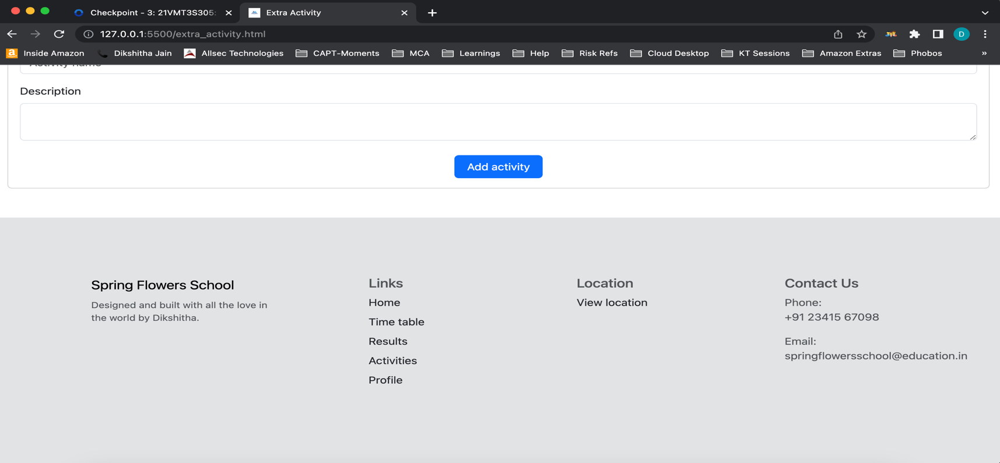 Checkpoint - 3: 21VMT3S305:
Extra Activity
127.0.0.1:5500/extra_activity.html
D
Inside Amazon
Dikshitha Jain
Allsec Technologies
CAPT-Moments
MCA
Learnings
Help
Risk Refs
Cloud Desktop
KT Sessions
Amazon Extras
Phobos
»
Activity name
Description
Add activity
Spring Flowers School
Designed and built with all the love in
the world by Dikshitha.
Links
Home
Time table
Results
Activities
Profile
Location
View location
Contact Us
Phone:
+91 23415 67098
Email:
springflowersschool@education.in